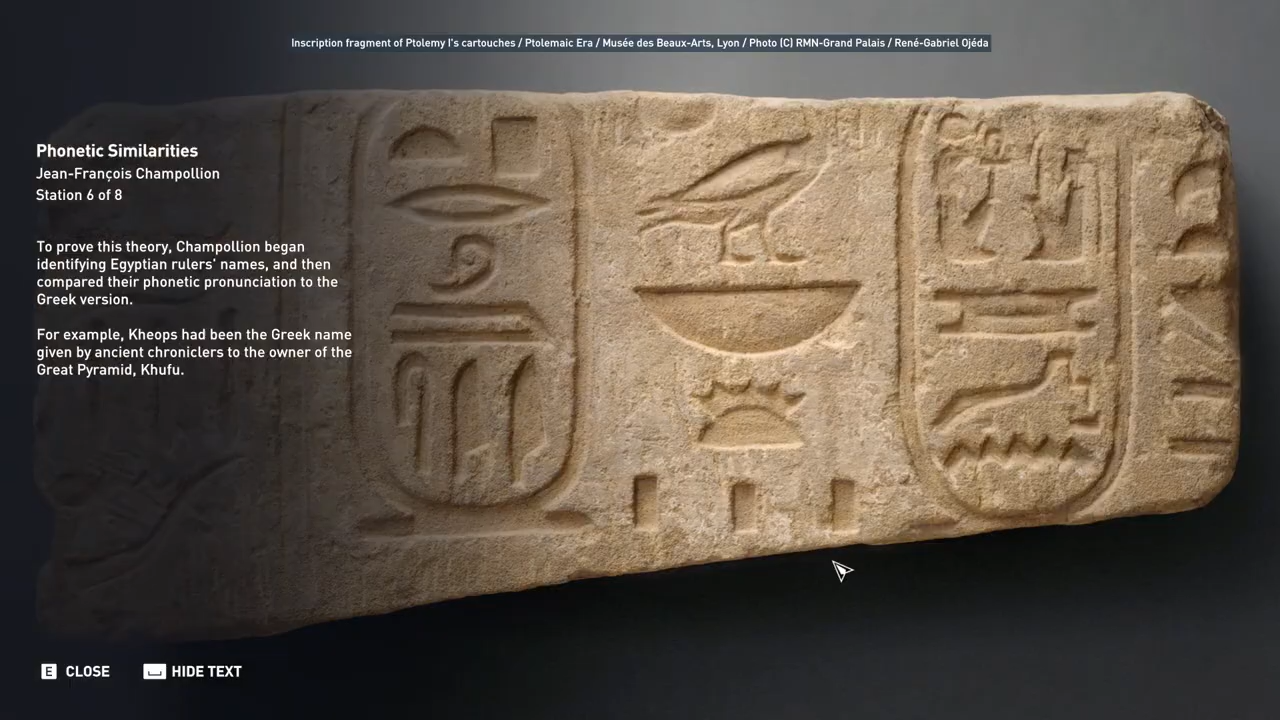 Inscription fragment of Ptolemy I's cartouches / Ptolemaic Era / Musée des Beaux-Arts, Lyon / Photo (C) RMN-Grand Palais / René-Gabriel Ojéda
Phonetic Similarities
Jean-François Champollion
Station 6 of 8
To prove this theory, Champollion began
identifying Egyptian rulers' names, and then
compared their phonetic pronunciation to the
Greek version.
For example, Kheops had been the Greek name
given by ancient chroniclers to the owner of the
Great Pyramid, Khufu.
E CLOSE
HIDE TEXT